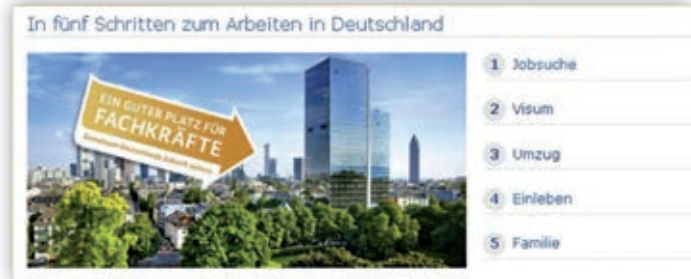 In fünf Schritten zum Arbeiten in Deutschland
EIN GUTER PLATZ FÜR
FACHKRÄFTE
1 Jobsuche
2 Visum
3 Umzug
4 Einleben
5 Familie